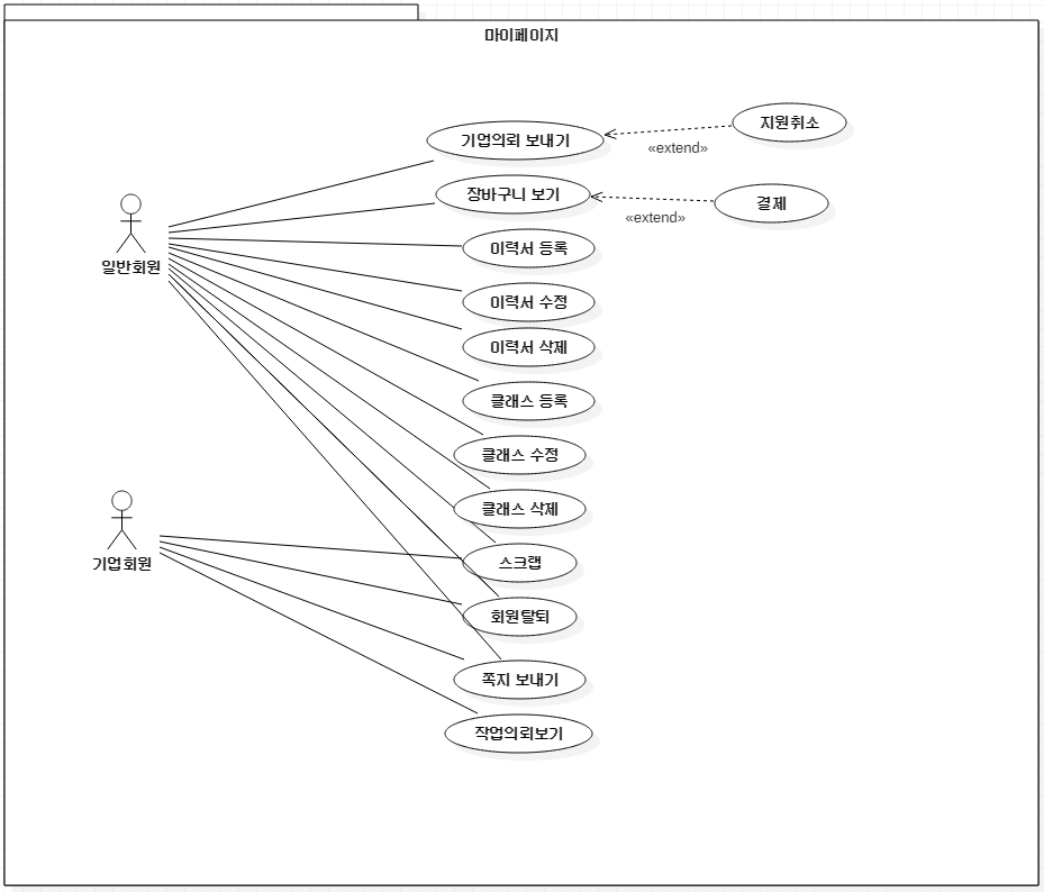 마이페이지
기업의뢰 보내기
지원취소
«extend»
장바구니 보기
결제
«extend»
이력서 등록
일반회원
이력서 수정
이력서 삭제
클래스 등록
클래스 수정
클래스 삭제
스크랩
기업회원
회원탈퇴
쪽지 보내기
작업의뢰보기